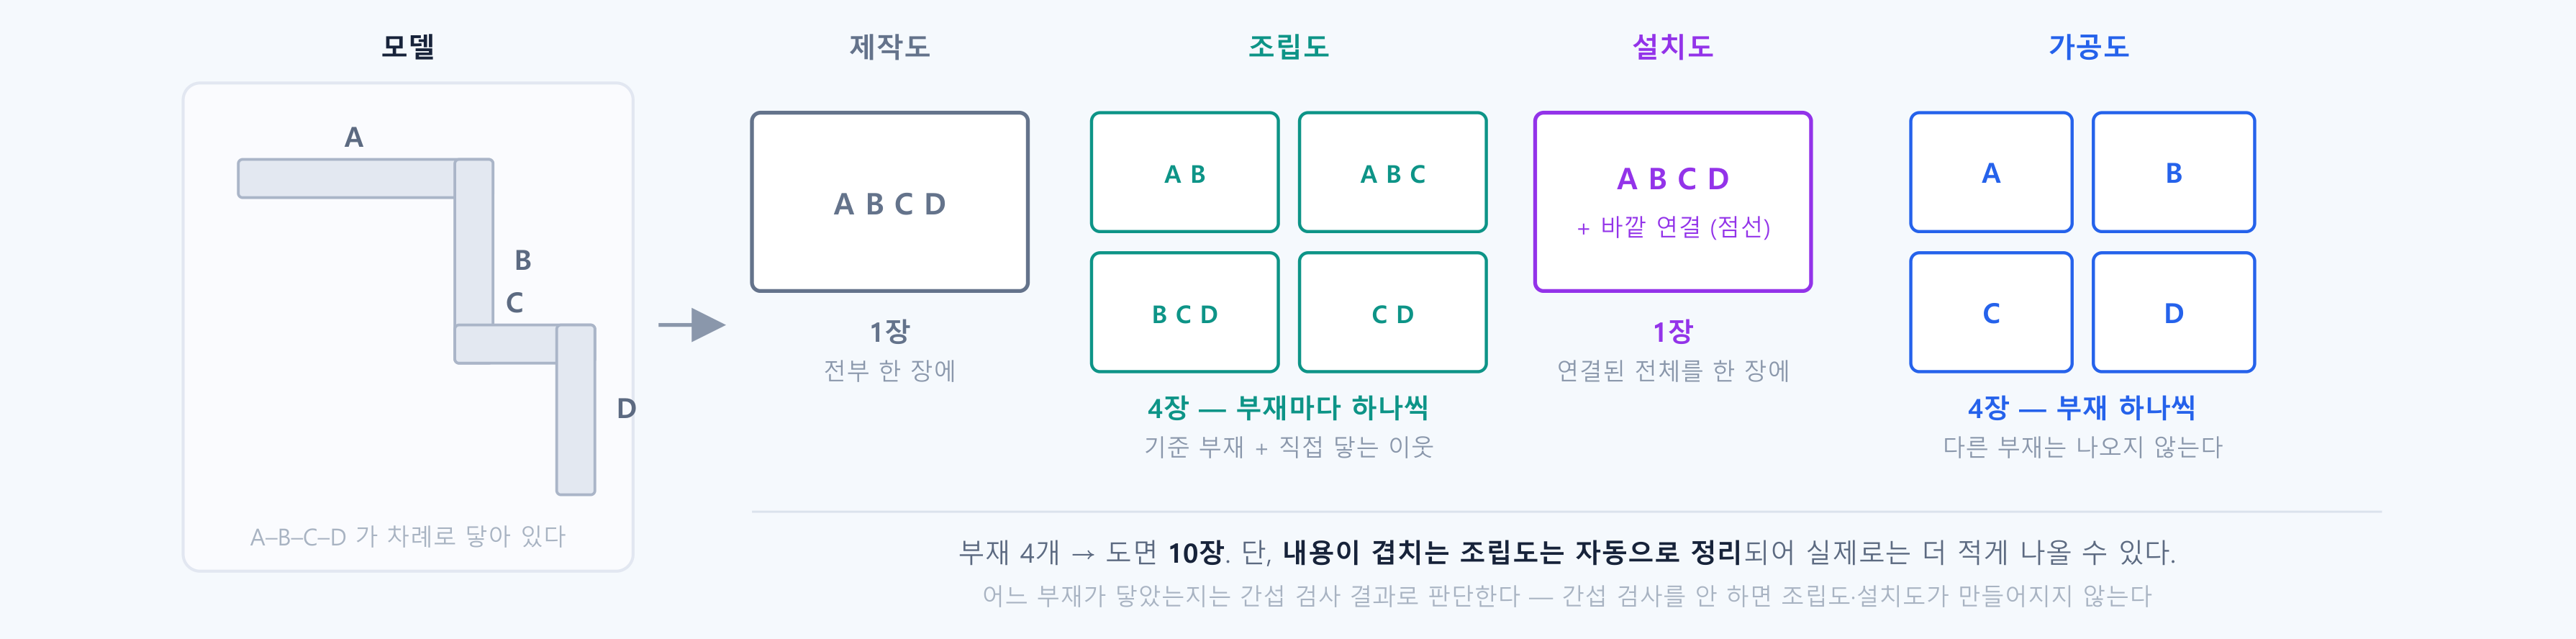 모델
제작도
조립도
설치도
가공도
A
B
C
D
A–B–C–D 가 차례로 닿아 있다
A B C D
1장
전부 한 장에
A B
A B C
B C D
C D
4장 — 부재마다 하나씩
기준 부재 + 직접 닿는 이웃
A B C D
+ 바깥 연결 (점선)
1장
연결된 전체를 한 장에
A
B
C
D
4장 — 부재 하나씩
다른 부재는 나오지 않는다
부재 4개 → 도면 10장. 단, 내용이 겹치는 조립도는 자동으로 정리되어 실제로는 더 적게 나올 수 있다.
어느 부재가 닿았는지는 간섭 검사 결과로 판단한다 — 간섭 검사를 안 하면 조립도·설치도가 만들어지지 않는다